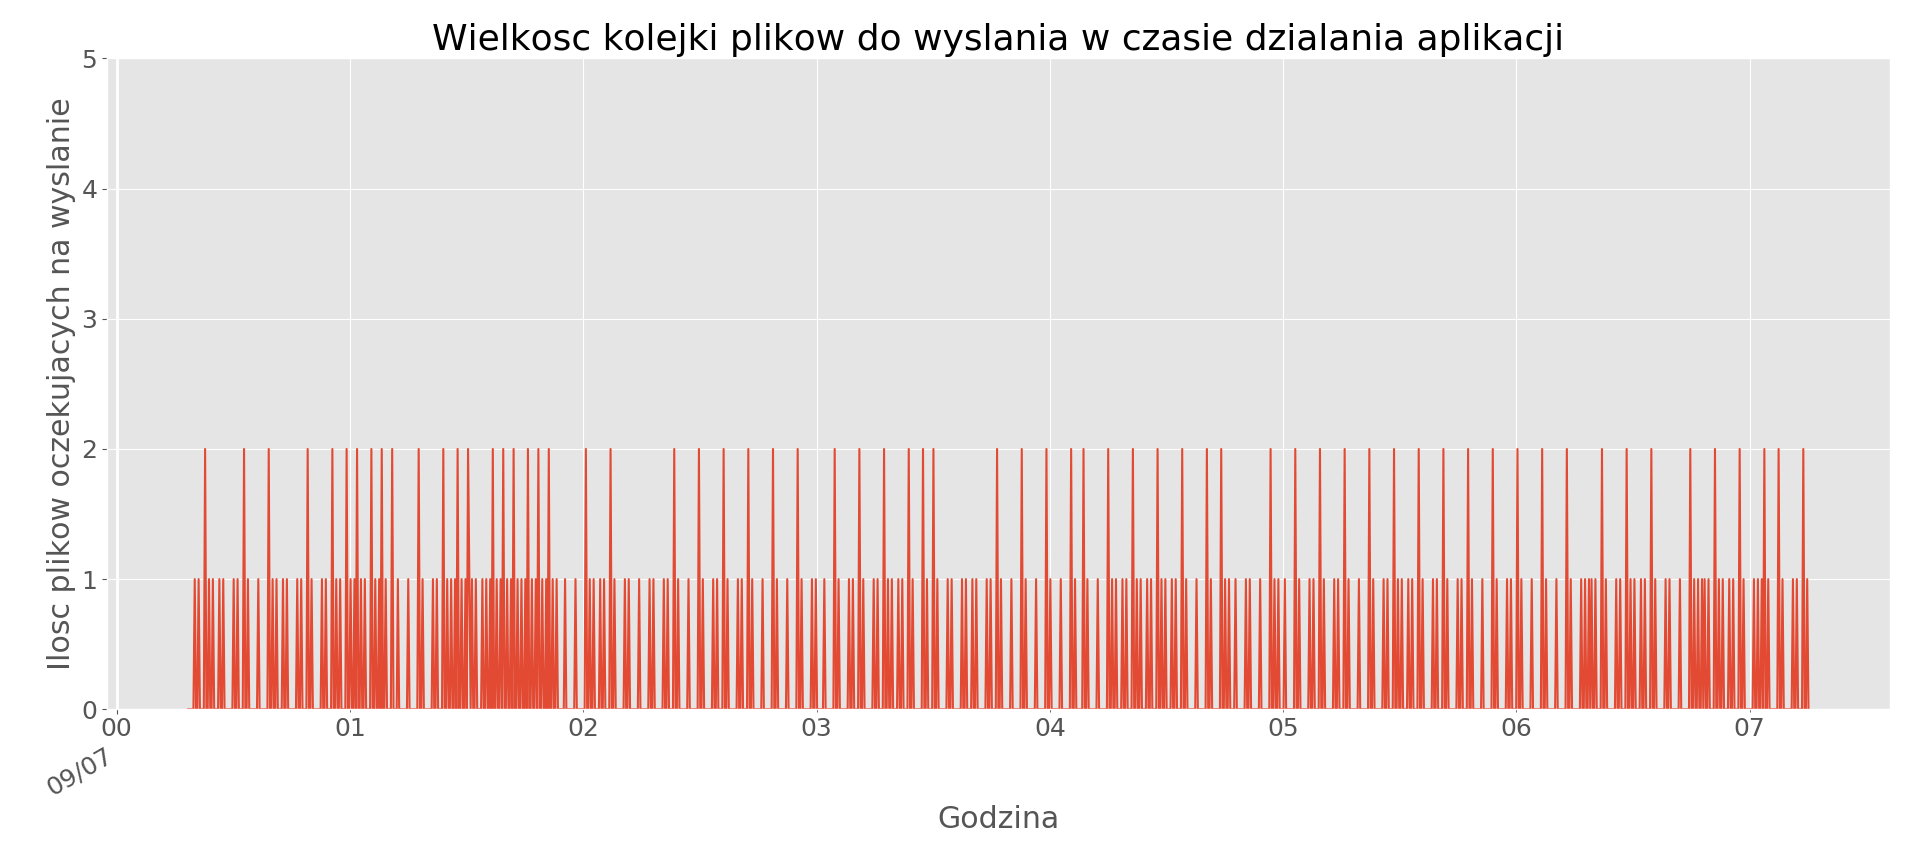 Wielkosc kolejki plikow do wyslania w czasie dzialania aplikacji
Ilosc plikow oczekujacych na wyslanie
5
4
3
2
1
0
00 01 02 03 04 05 06 07
09/07
Godzina